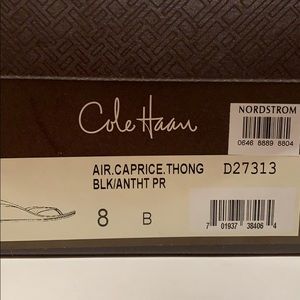 Cole Haan
NORDSTROM
0646 8889 8804
AIR.CAPRICE.THONG D27313
BLK/ANTHT PR
8 B
7 01937 38406 4